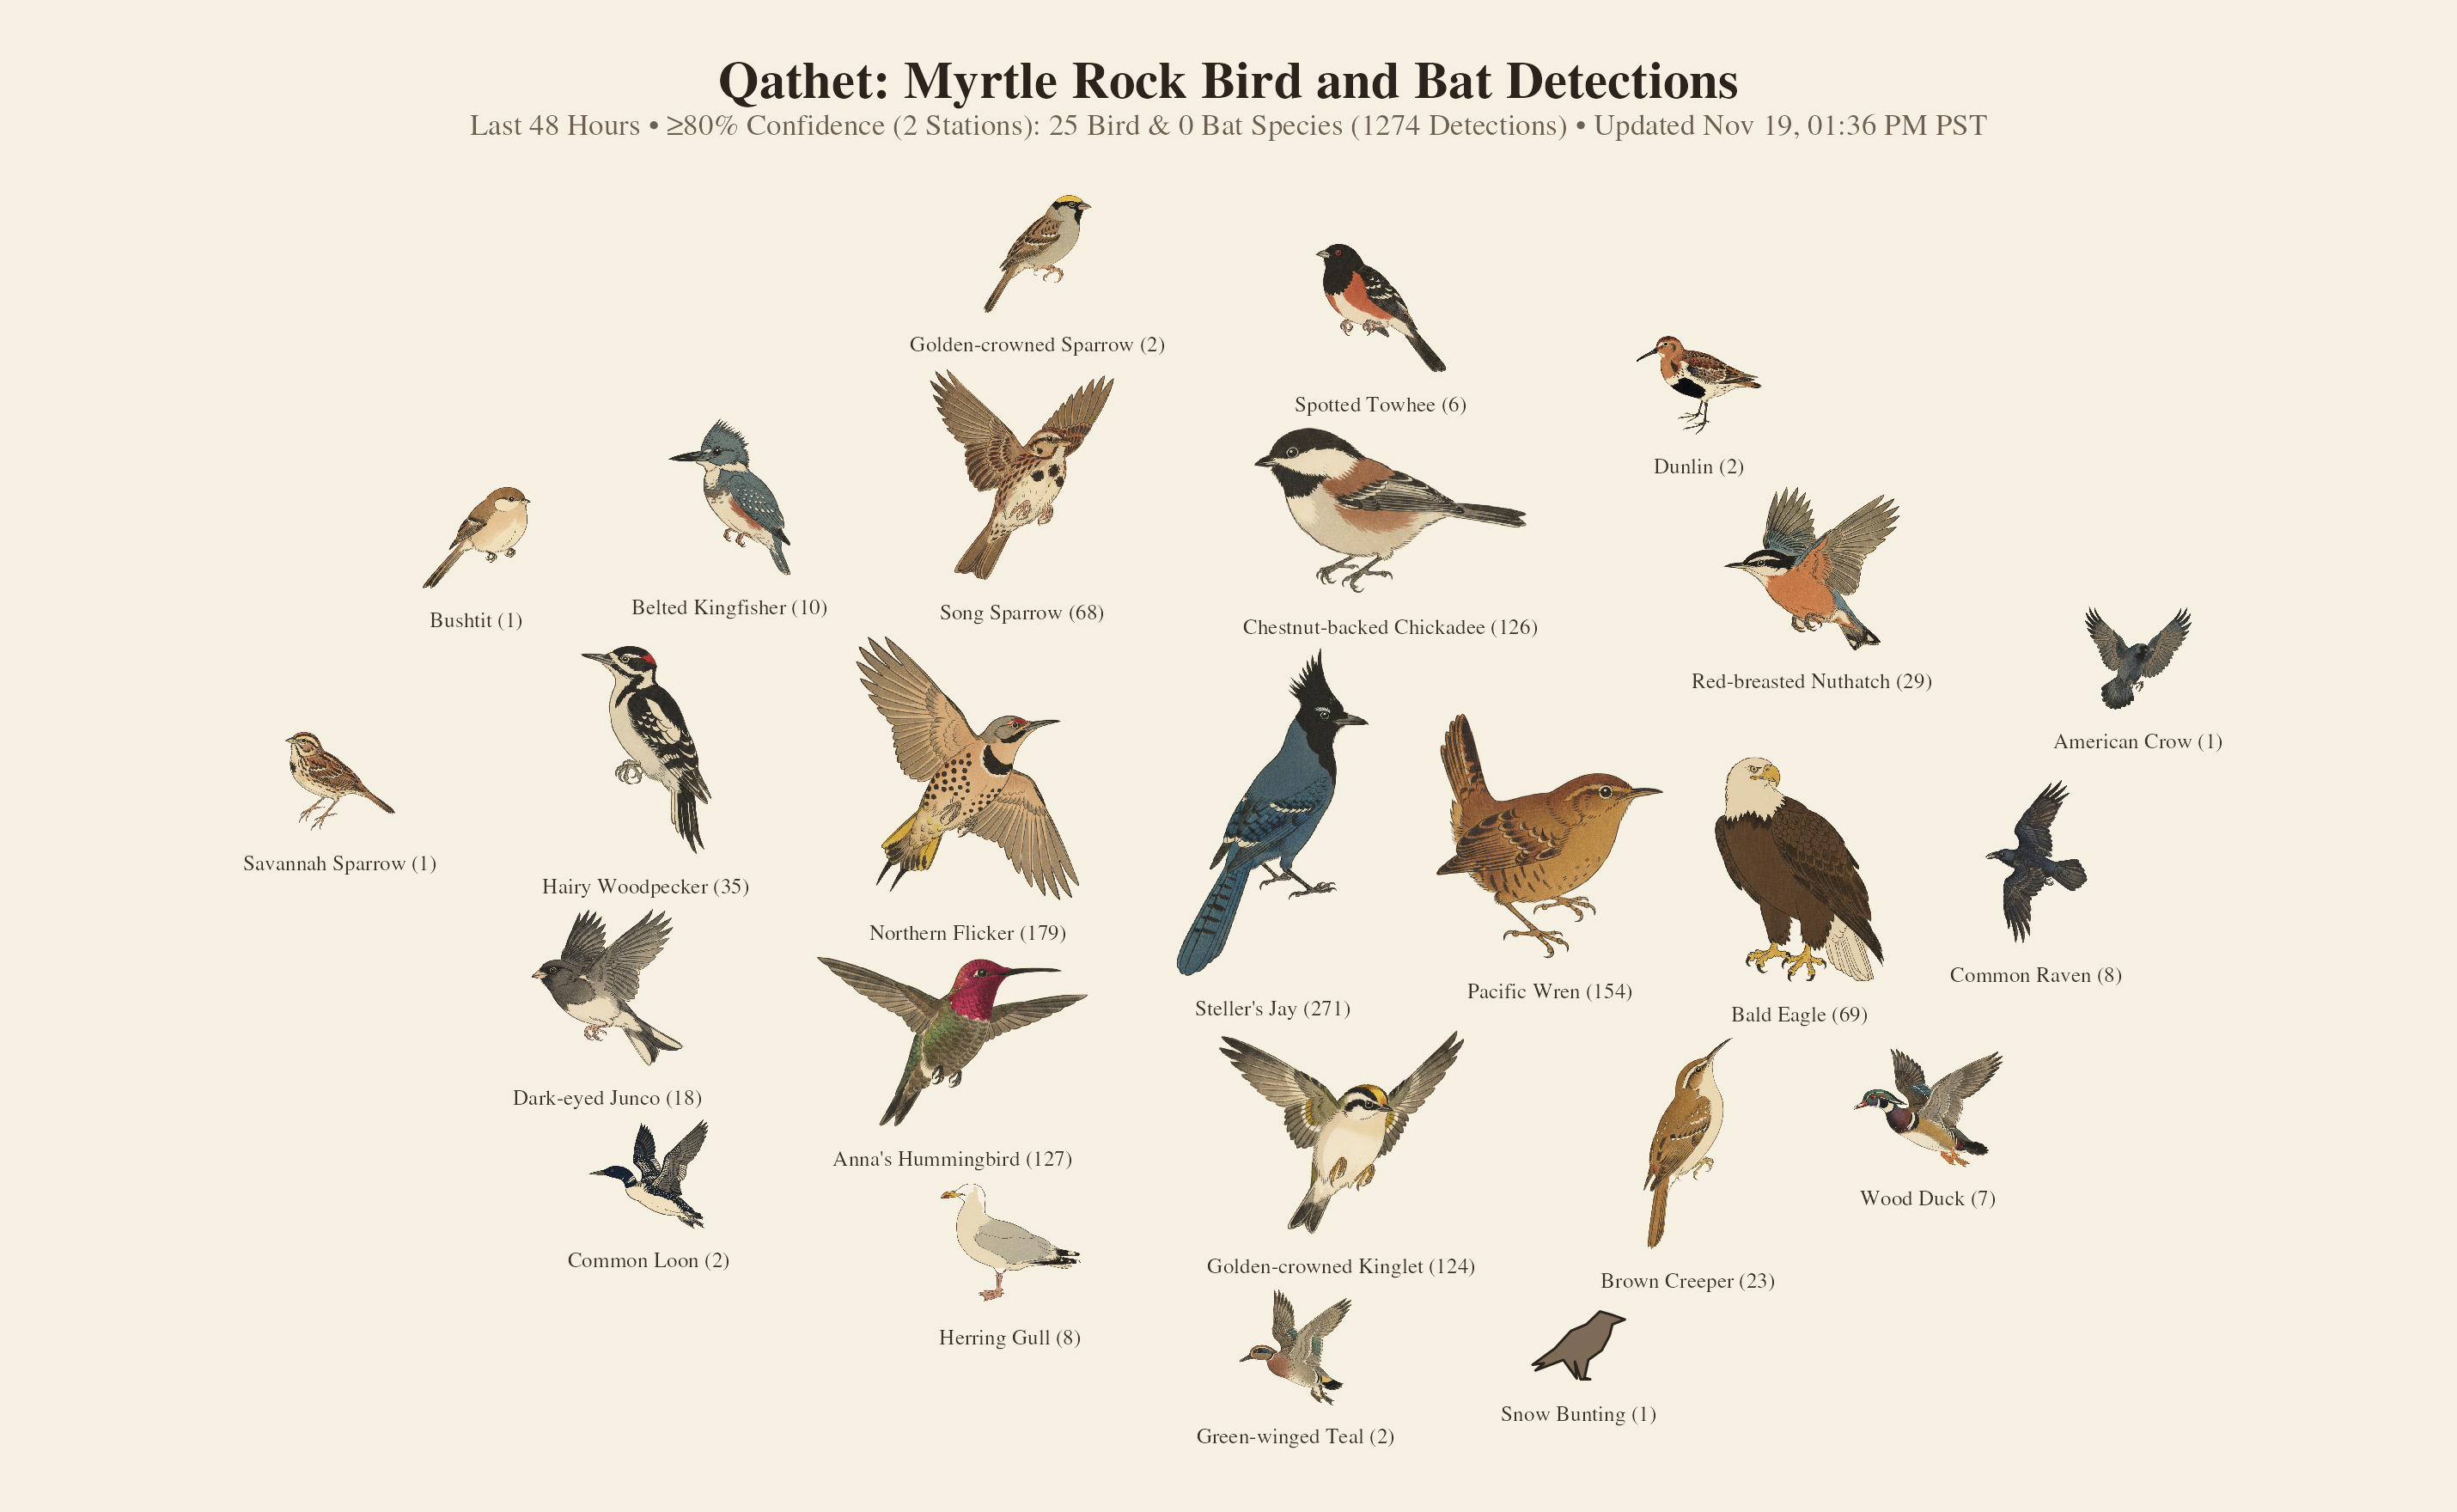 Qathet: Myrtle Rock Bird and Bat Detections
Last 48 Hours • ≥80% Confidence (2 Stations): 25 Bird & 0 Bat Species (1274 Detections) • Updated Nov 19, 01:36 PM PST
Golden-crowned Sparrow (2)
Spotted Towhee (6)
Dunlin (2)
Bushtit (1)
Belted Kingfisher (10)
Song Sparrow (68)
Chestnut-backed Chickadee (126)
Red-breasted Nuthatch (29)
American Crow (1)
Savannah Sparrow (1)
Hairy Woodpecker (35)
Northern Flicker (179)
Steller's Jay (271)
Pacific Wren (154)
Bald Eagle (69)
Common Raven (8)
Dark-eyed Junco (18)
Anna's Hummingbird (127)
Golden-crowned Kinglet (124)
Brown Creeper (23)
Wood Duck (7)
Common Loon (2)
Herring Gull (8)
Green-winged Teal (2)
Snow Bunting (1)